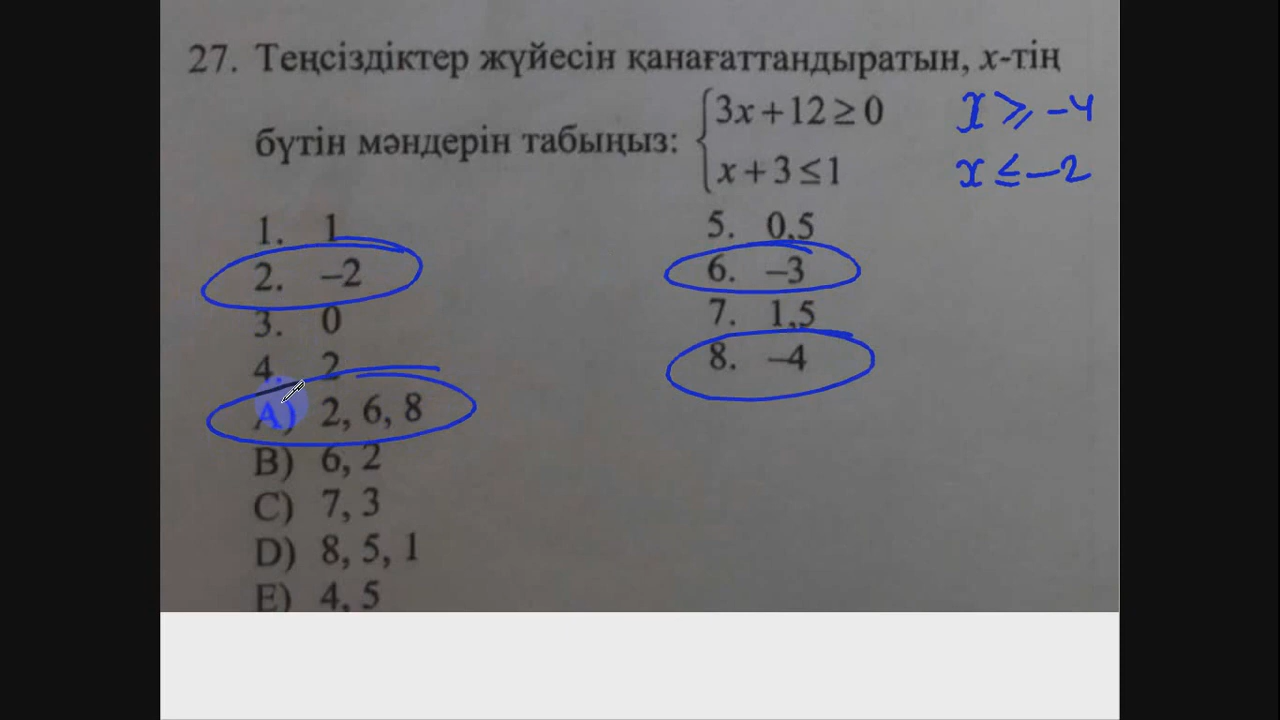 27. Теңсіздіктер жүйесін қанағаттандыратын, x-тің
бүтін мәндерін табыңыз:
3x+12≥0
x ≥ -4
x+3≤1
x ≤ -2
1. 1
2. –2
3. 0
4. 2
5. 0,5
6. –3
7. 1,5
8. –4
A) 2, 6, 8
B) 6, 2
C) 7, 3
D) 8, 5, 1
E) 4, 5